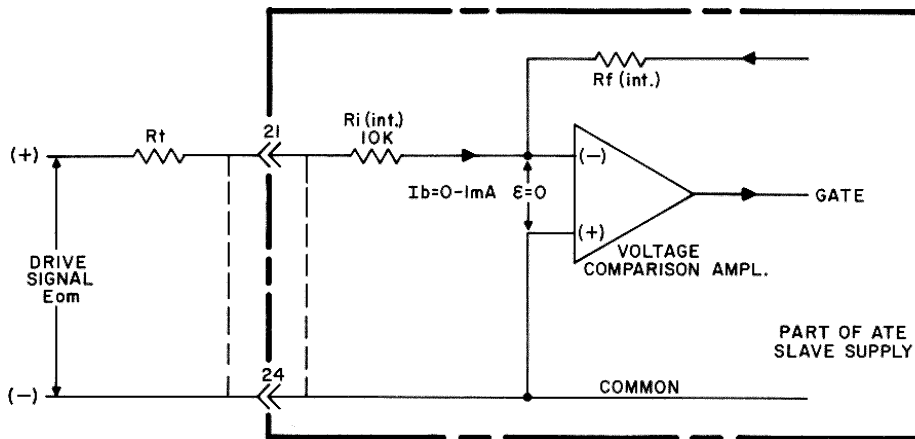 Rf (int.)
Rt
21
Ri (int.)
10K
(+)
(-)
Ib=0-1mA
ε=0
GATE
(+)
VOLTAGE
COMPARISON AMPL.
DRIVE
SIGNAL
Eom
PART OF ATE
SLAVE SUPPLY
24
(-)
COMMON